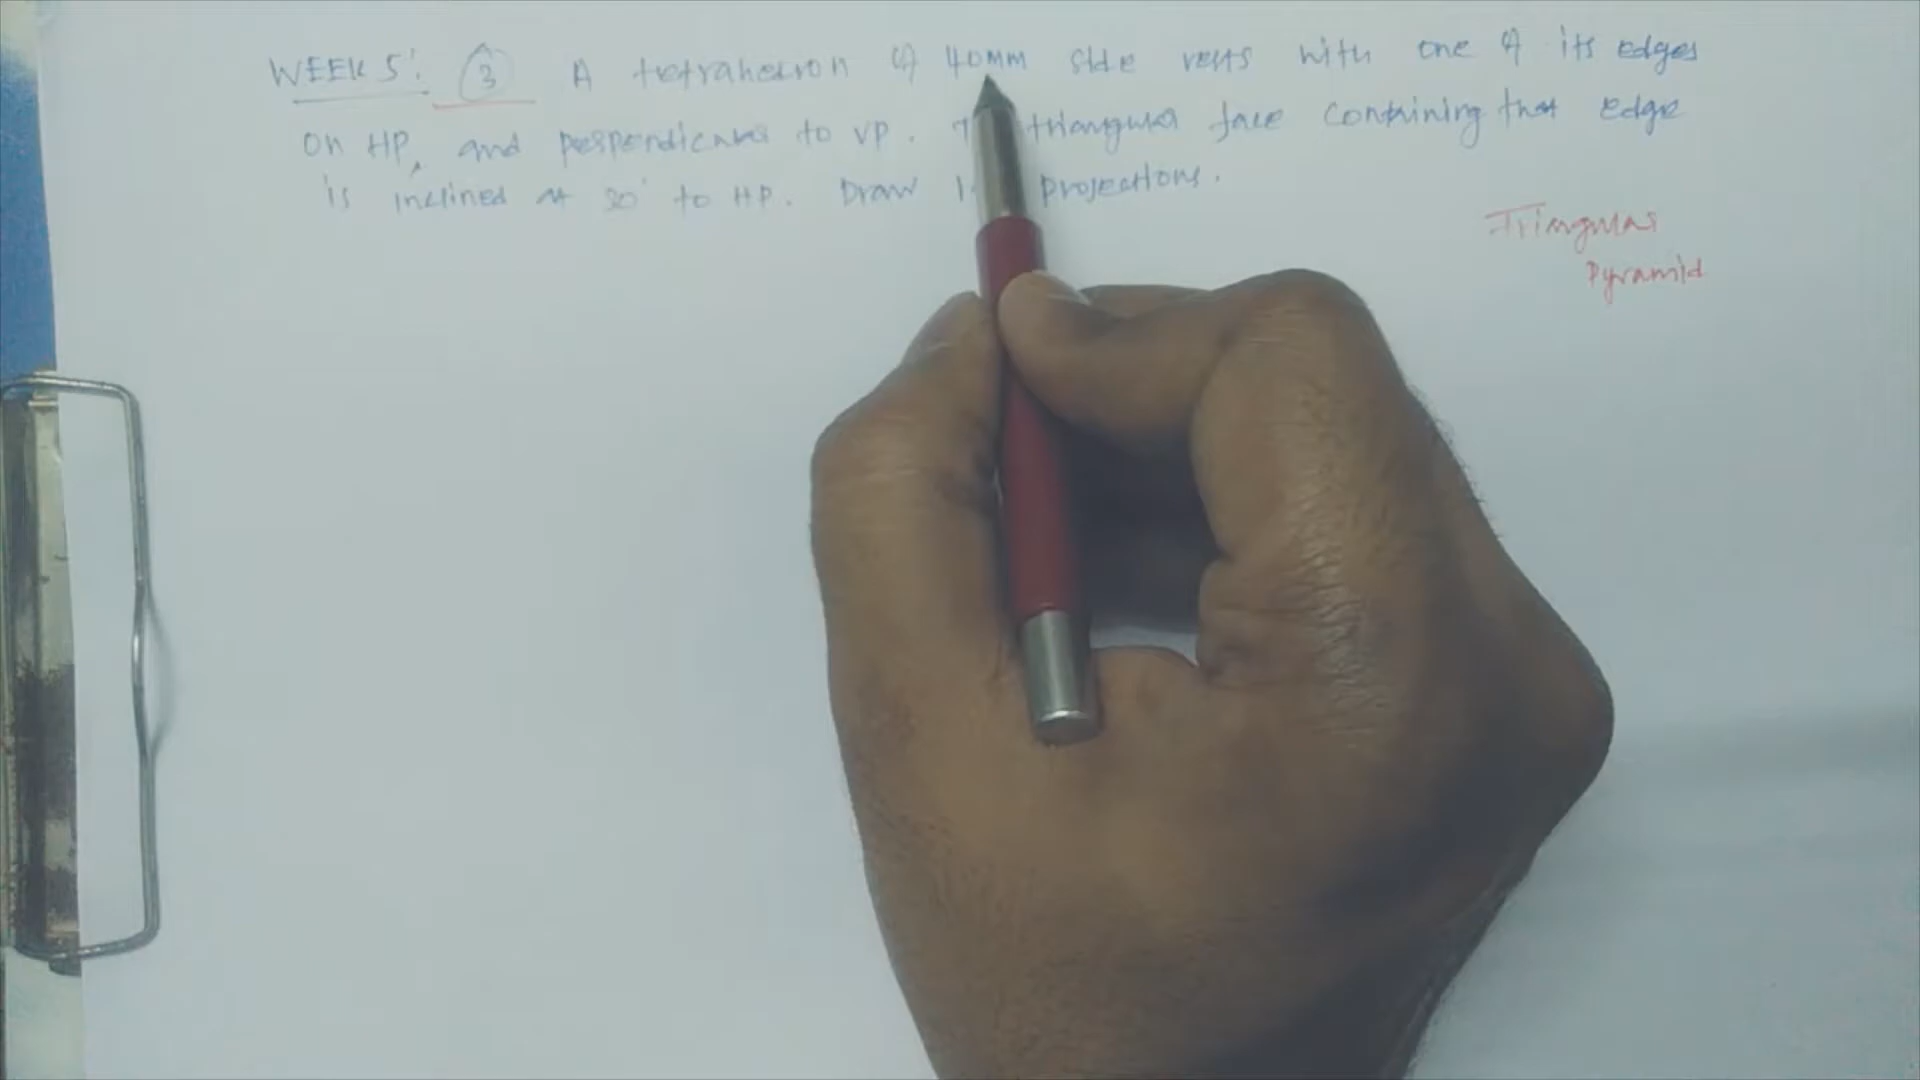 WEEK 5: 3 A tetrahedron of 40mm side rests with one of its edges
on HP, and perpendicular to VP. triangular face containing that edge
is inclined at 30° to HP. Draw projections.
Triangular
Pyramid